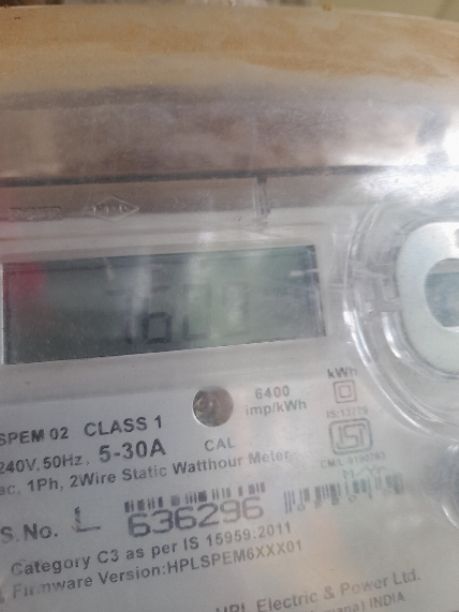 kWh
6400
imp/kWh
SPEM 02 CLASS 1
CAL
240V, 50Hz, 5-30A
ac, 1Ph, 2Wire Static Watthour Meter
S. No. L 636296
Category C3 as per IS 15959:2011
Firmware Version:HPLSPEM6XXX01
HPL Electric & Power Ltd.
INDIA